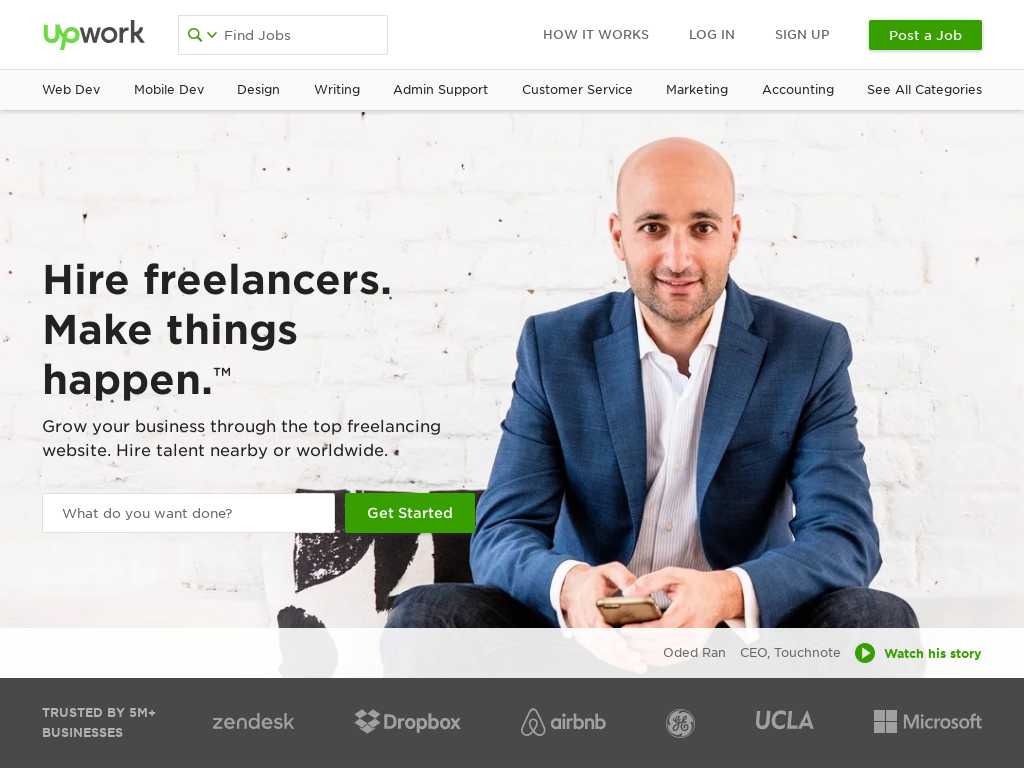 Upwork
Find Jobs
HOW IT WORKS
LOG IN
SIGN UP
Post a Job
Web Dev
Mobile Dev
Design
Writing
Admin Support
Customer Service
Marketing
Accounting
See All Categories
Hire freelancers.
Make things
happen.™
Grow your business through the top freelancing
website. Hire talent nearby or worldwide.
What do you want done?
Get Started
Oded Ran
CEO, Touchnote
Watch his story
TRUSTED BY 5M+
BUSINESSES
zendesk
Dropbox
airbnb
GE
UCLA
Microsoft